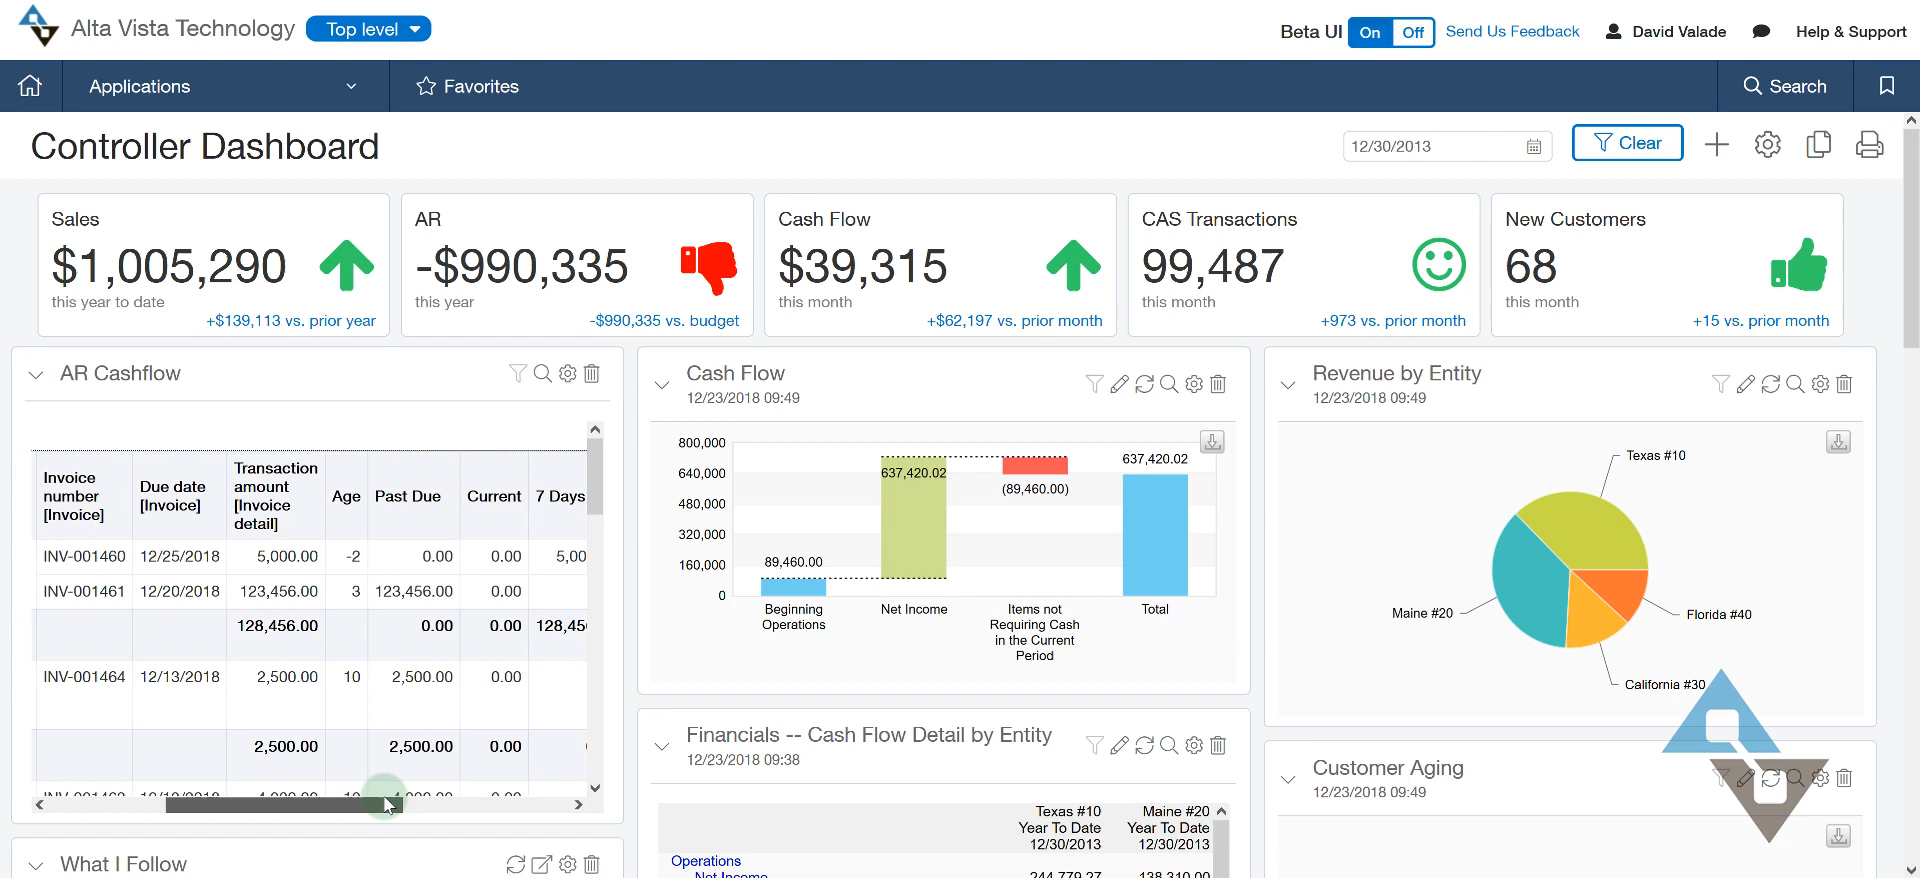 Alta Vista Technology
Top level
Beta UI On Off Send Us Feedback David Valade Help & Support
Applications
Favorites
Search
Controller Dashboard
12/30/2013
Clear
Sales
$1,005,290
this year to date
+$139,113 vs. prior year
AR
-$990,335
this year
-$990,335 vs. budget
Cash Flow
$39,315
this month
+$62,197 vs. prior month
CAS Transactions
99,487
this month
+973 vs. prior month
New Customers
68
this month
+15 vs. prior month
AR Cashflow
Invoice number [Invoice] Due date [Invoice] Transaction amount [Invoice detail] Age Past Due Current 7 Days
INV-001460 12/25/2018 5,000.00 -2 0.00 0.00 5,00
INV-001461 12/20/2018 123,456.00 3 123,456.00 0.00
128,456.00 0.00 0.00 128,45
INV-001464 12/13/2018 2,500.00 10 2,500.00 0.00
2,500.00 2,500.00 0.00
What I Follow
Cash Flow
12/23/2018 09:49
800,000
640,000
480,000
320,000
160,000
0
89,460.00
637,420.02
(89,460.00)
637,420.02
Beginning Operations
Net Income
Items not Requiring Cash in the Current Period
Total
Financials -- Cash Flow Detail by Entity
12/23/2018 09:38
Texas #10 Maine #20
Year To Date Year To Date
12/30/2013 12/30/2013
Operations
Net Income 244,779.27 138,310.00
Revenue by Entity
12/23/2018 09:49
Texas #10
Maine #20
Florida #40
California #30
Customer Aging
12/23/2018 09:49